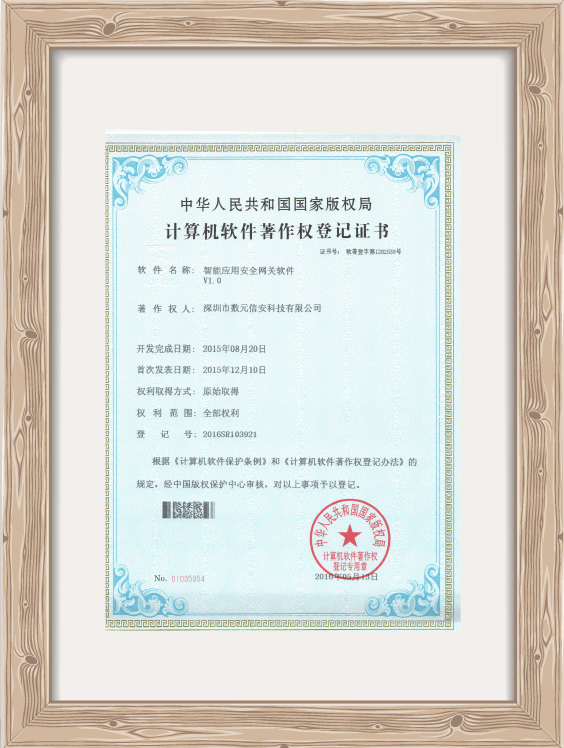 中华人民共和国国家版权局
计算机软件著作权登记证书
证书号： 软著登字第1282538号
软 件 名 称： 智能应用安全网关软件
V1.0
著 作 权 人： 深圳市数元信安科技有限公司
开发完成日期： 2015年08月20日
首次发表日期： 2015年12月10日
权利取得方式： 原始取得
权 利 范 围： 全部权利
登 记 号： 2016SR103921
根据《计算机软件保护条例》和《计算机软件著作权登记办法》的
规定，经中国版权保护中心审核，对以上事项予以登记。
中华人民共和国国家版权局
计算机软件著作权
登记专用章
No.
2016年05月13日